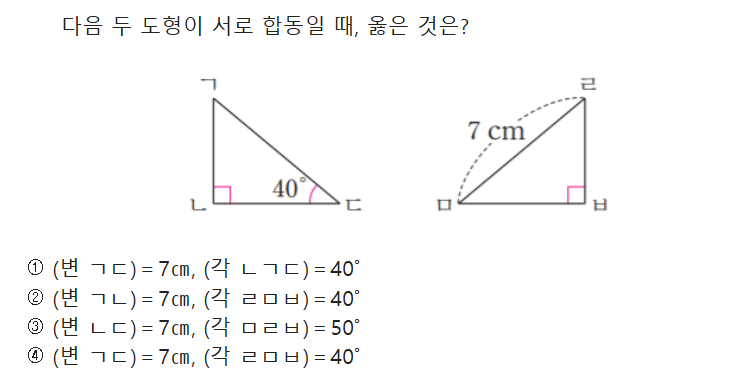 다음 두 도형이 서로 합동일 때, 옳은 것은?
ㄱ ㄹ
7 cm
40°
ㄴ ㄷ ㅁ ㅂ
① (변 ㄱㄷ) = 7㎝, (각 ㄴㄱㄷ) = 40°
② (변 ㄱㄴ) = 7㎝, (각 ㄹㅁㅂ) = 40°
③ (변 ㄴㄷ) = 7㎝, (각 ㅁㄹㅂ) = 50°
④ (변 ㄱㄷ) = 7㎝, (각 ㄹㅁㅂ) = 40°